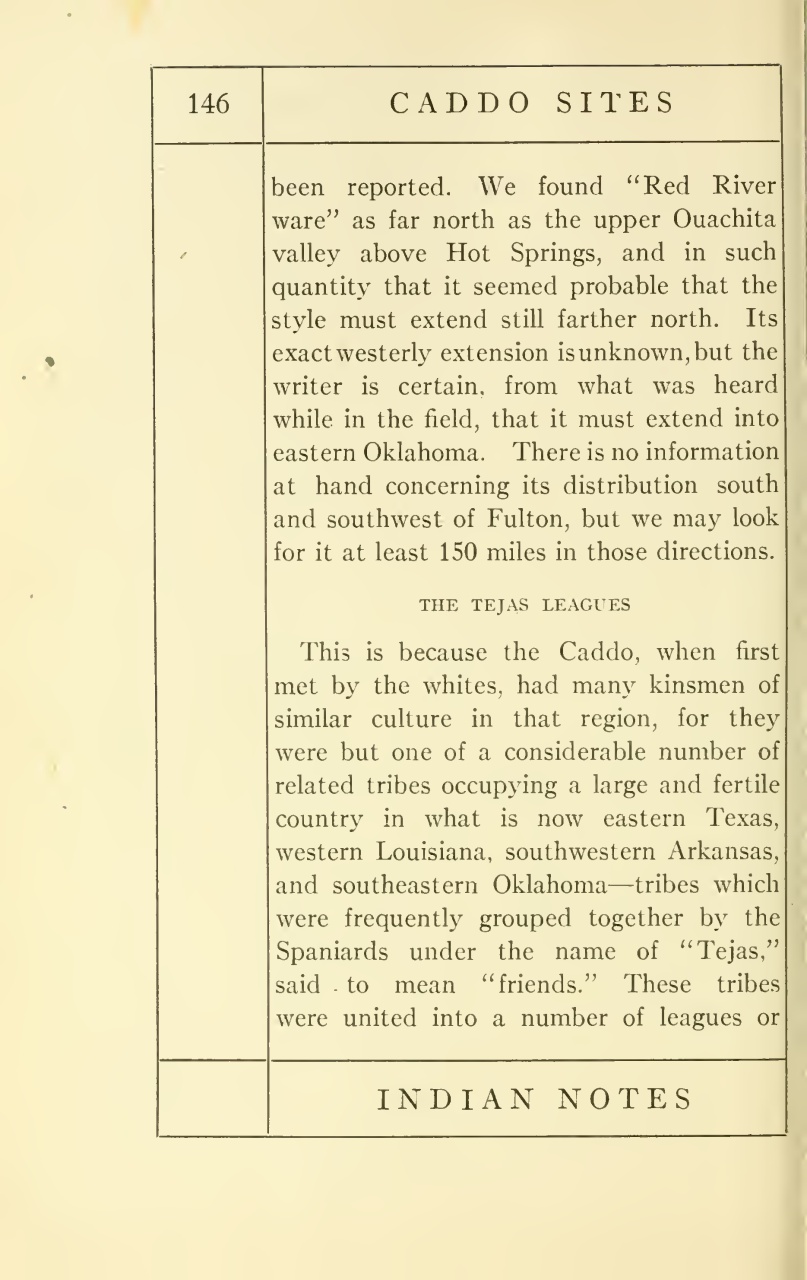 146
CADDO SITES
been reported. We found “Red River
ware” as far north as the upper Ouachita
valley above Hot Springs, and in such
quantity that it seemed probable that the
style must extend still farther north. Its
exact westerly extension is unknown, but the
writer is certain, from what was heard
while in the field, that it must extend into
eastern Oklahoma. There is no information
at hand concerning its distribution south
and southwest of Fulton, but we may look
for it at least 150 miles in those directions.
THE TEJAS LEAGUES
This is because the Caddo, when first
met by the whites, had many kinsmen of
similar culture in that region, for they
were but one of a considerable number of
related tribes occupying a large and fertile
country in what is now eastern Texas,
western Louisiana, southwestern Arkansas,
and southeastern Oklahoma—tribes which
were frequently grouped together by the
Spaniards under the name of “Tejas,”
said to mean “friends.” These tribes
were united into a number of leagues or
INDIAN NOTES